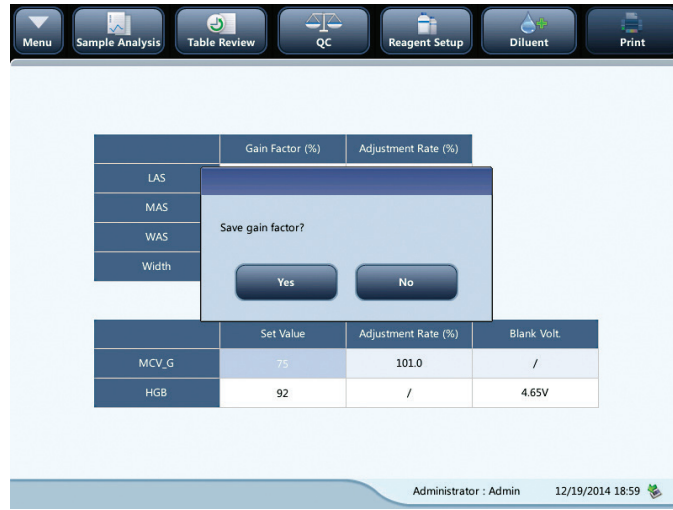 Menu Sample Analysis Table Review QC Reagent Setup Diluent Print
Gain Factor (%) Adjustment Rate (%)
LAS
MAS
WAS
Width
Save gain factor?
Yes No
Set Value Adjustment Rate (%) Blank Volt.
MCV_G 75 101.0 /
HGB 92 / 4.65V
Administrator : Admin 12/19/2014 18:59